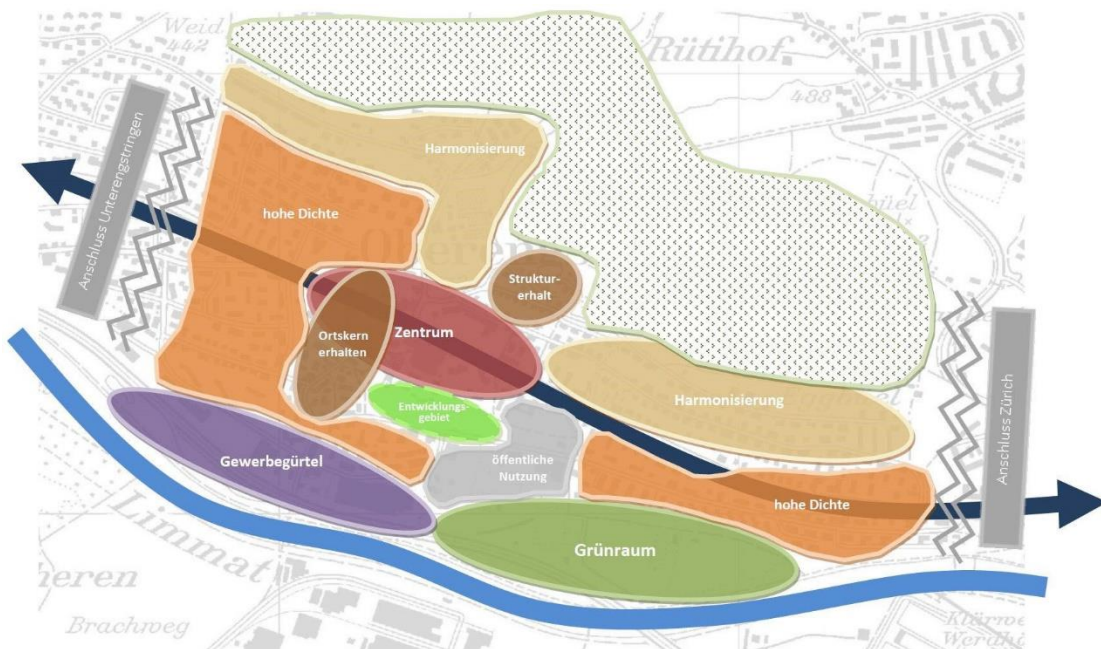 Weid
442
Rütihof
488
Anschluss Unterengstringen
Harmonisierung
hohe Dichte
Struktur-
erhalt
Ortskern
erhalten
Zentrum
Entwicklungs-
gebiet
Harmonisierung
Anschluss Zürich
Gewerbegürtel
öffentliche
Nutzung
hohe Dichte
Grünraum
Limmat
Brachweg